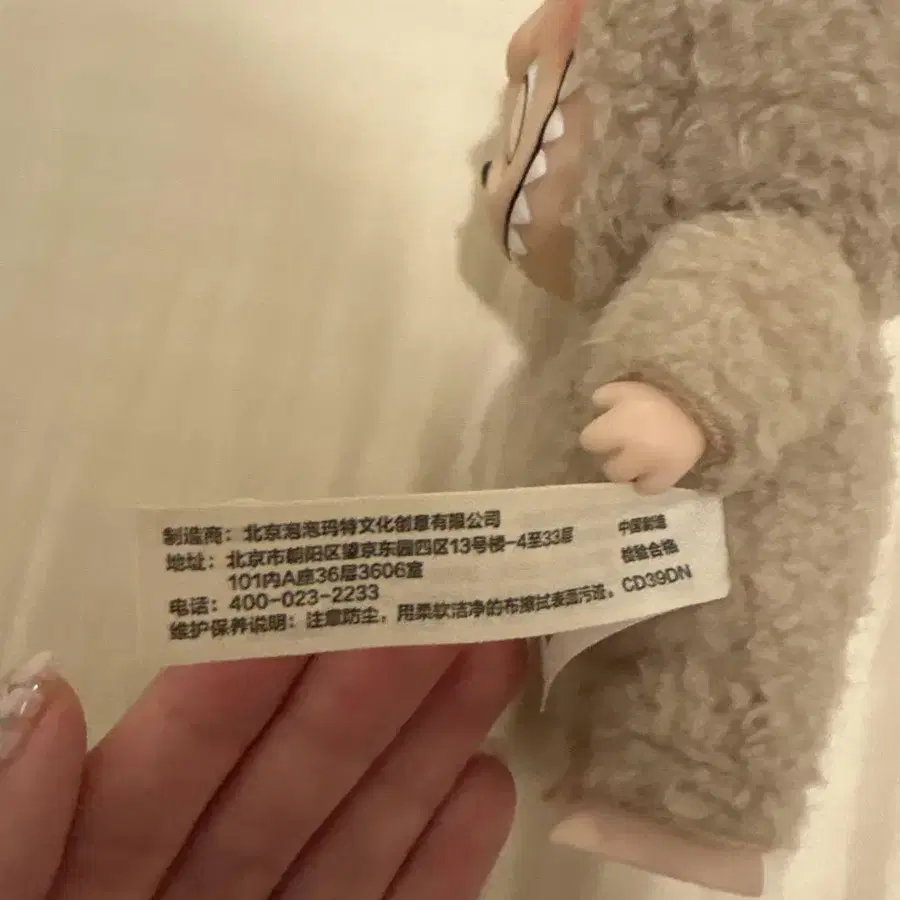 制造商：北京泡泡玛特文化创意有限公司
地址：北京市朝阳区望京东园四区13号楼-4至33层
101内A座36层3606室
电话：400-023-2233
维护保养说明：注意防尘，用柔软洁净的布擦拭表面污渍。CD39DN
中国制造
检验合格